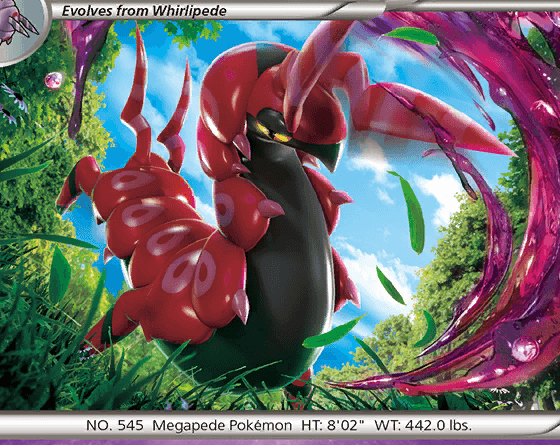 Evolves from Whirlipede
NO. 545 Megapede Pokémon HT: 8'02" WT: 442.0 lbs.